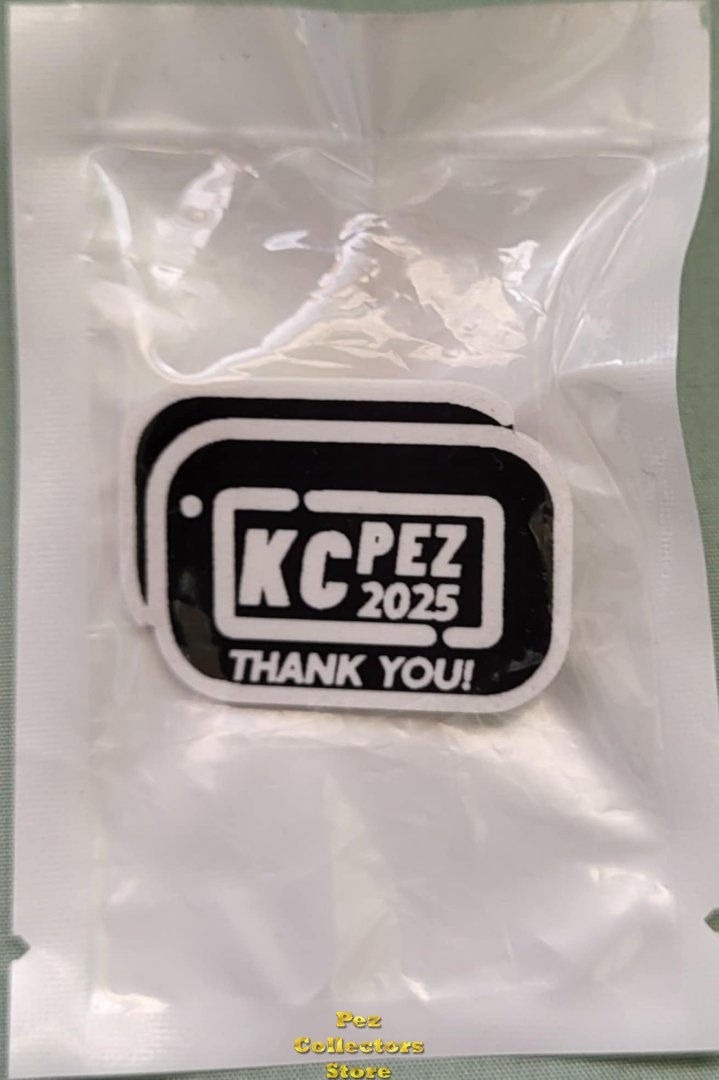 KC PEZ
2025
THANK YOU!
Pez
Collectors
Store